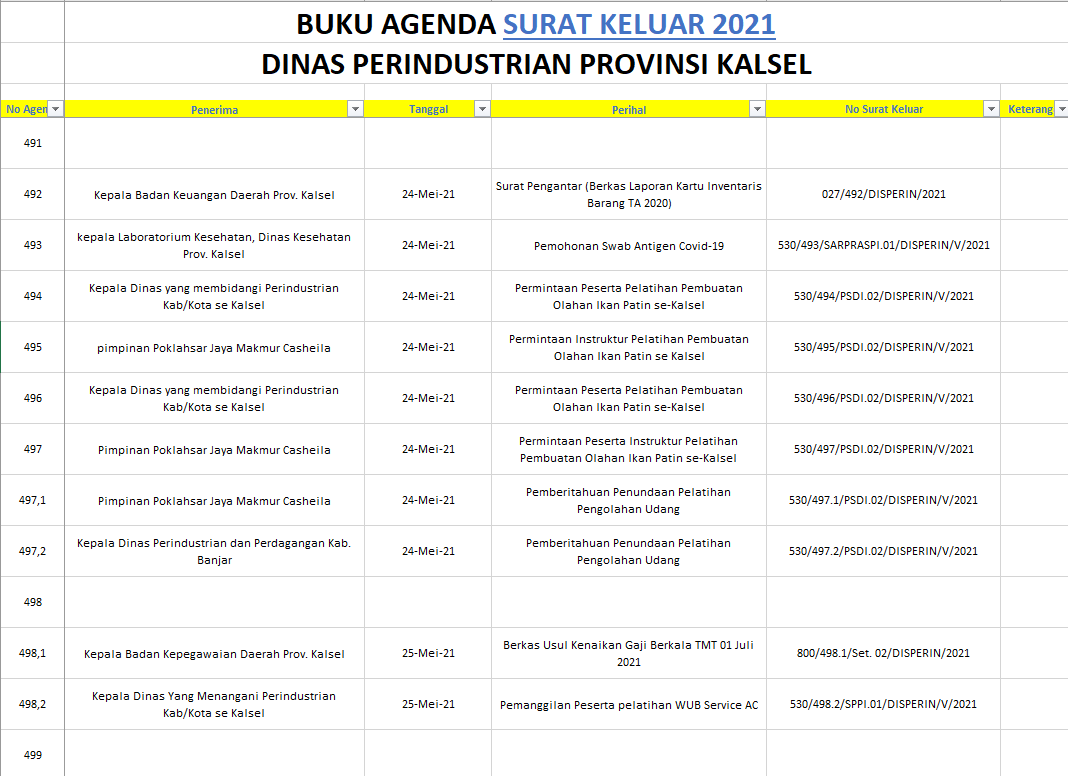 BUKU AGENDA SURAT KELUAR 2021
DINAS PERINDUSTRIAN PROVINSI KALSEL
No Agen Penerima Tanggal Perihal No Surat Keluar Keterang
491
492 Kepala Badan Keuangan Daerah Prov. Kalsel 24-Mei-21 Surat Pengantar (Berkas Laporan Kartu Inventaris
Barang TA 2020) 027/492/DISPERIN/2021
493 kepala Laboratorium Kesehatan, Dinas Kesehatan
Prov. Kalsel 24-Mei-21 Pemohonan Swab Antigen Covid-19 530/493/SARPRASPI.01/DISPERIN/V/2021
494 Kepala Dinas yang membidangi Perindustrian
Kab/Kota se Kalsel 24-Mei-21 Permintaan Peserta Pelatihan Pembuatan
Olahan Ikan Patin se-Kalsel 530/494/PSDI.02/DISPERIN/V/2021
495 pimpinan Poklahsar Jaya Makmur Casheila 24-Mei-21 Permintaan Instruktur Pelatihan Pembuatan
Olahan Ikan Patin se Kalsel 530/495/PSDI.02/DISPERIN/V/2021
496 Kepala Dinas yang membidangi Perindustrian
Kab/Kota se Kalsel 24-Mei-21 Permintaan Peserta Pelatihan Pembuatan
Olahan Ikan Patin se-Kalsel 530/496/PSDI.02/DISPERIN/V/2021
497 Pimpinan Poklahsar Jaya Makmur Casheila 24-Mei-21 Permintaan Peserta Instruktur Pelatihan
Pembuatan Olahan Ikan Patin se-Kalsel 530/497/PSDI.02/DISPERIN/V/2021
497,1 Pimpinan Poklahsar Jaya Makmur Casheila 24-Mei-21 Pemberitahuan Penundaan Pelatihan
Pengolahan Udang 530/497.1/PSDI.02/DISPERIN/V/2021
497,2 Kepala Dinas Perindustrian dan Perdagangan Kab.
Banjar 24-Mei-21 Pemberitahuan Penundaan Pelatihan
Pengolahan Udang 530/497.2/PSDI.02/DISPERIN/V/2021
498
498,1 Kepala Badan Kepegawaian Daerah Prov. Kalsel 25-Mei-21 Berkas Usul Kenaikan Gaji Berkala TMT 01 Juli
2021 800/498.1/Set. 02/DISPERIN/2021
498,2 Kepala Dinas Yang Menangani Perindustrian
Kab/Kota se Kalsel 25-Mei-21 Pemanggilan Peserta pelatihan WUB Service AC 530/498.2/SPPI.01/DISPERIN/V/2021
499